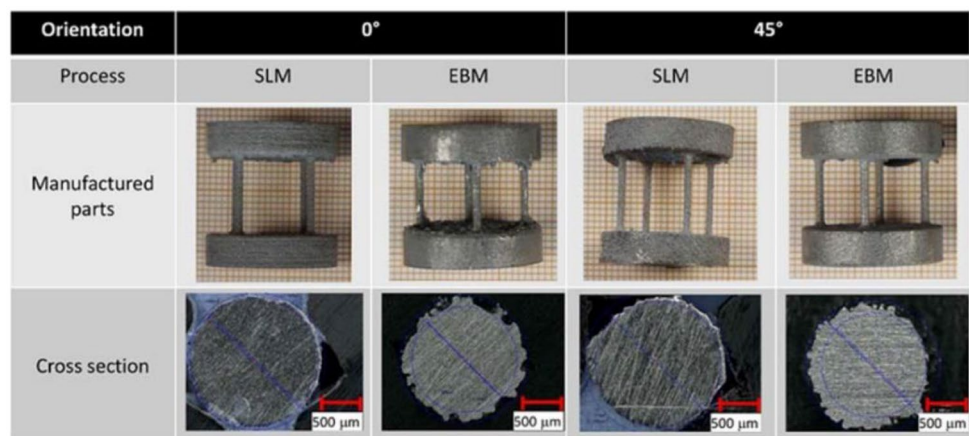 Orientation 0° 45°
Process SLM EBM SLM EBM
Manufactured
parts
Cross section
500 µm 500 µm 500 µm 500 µm